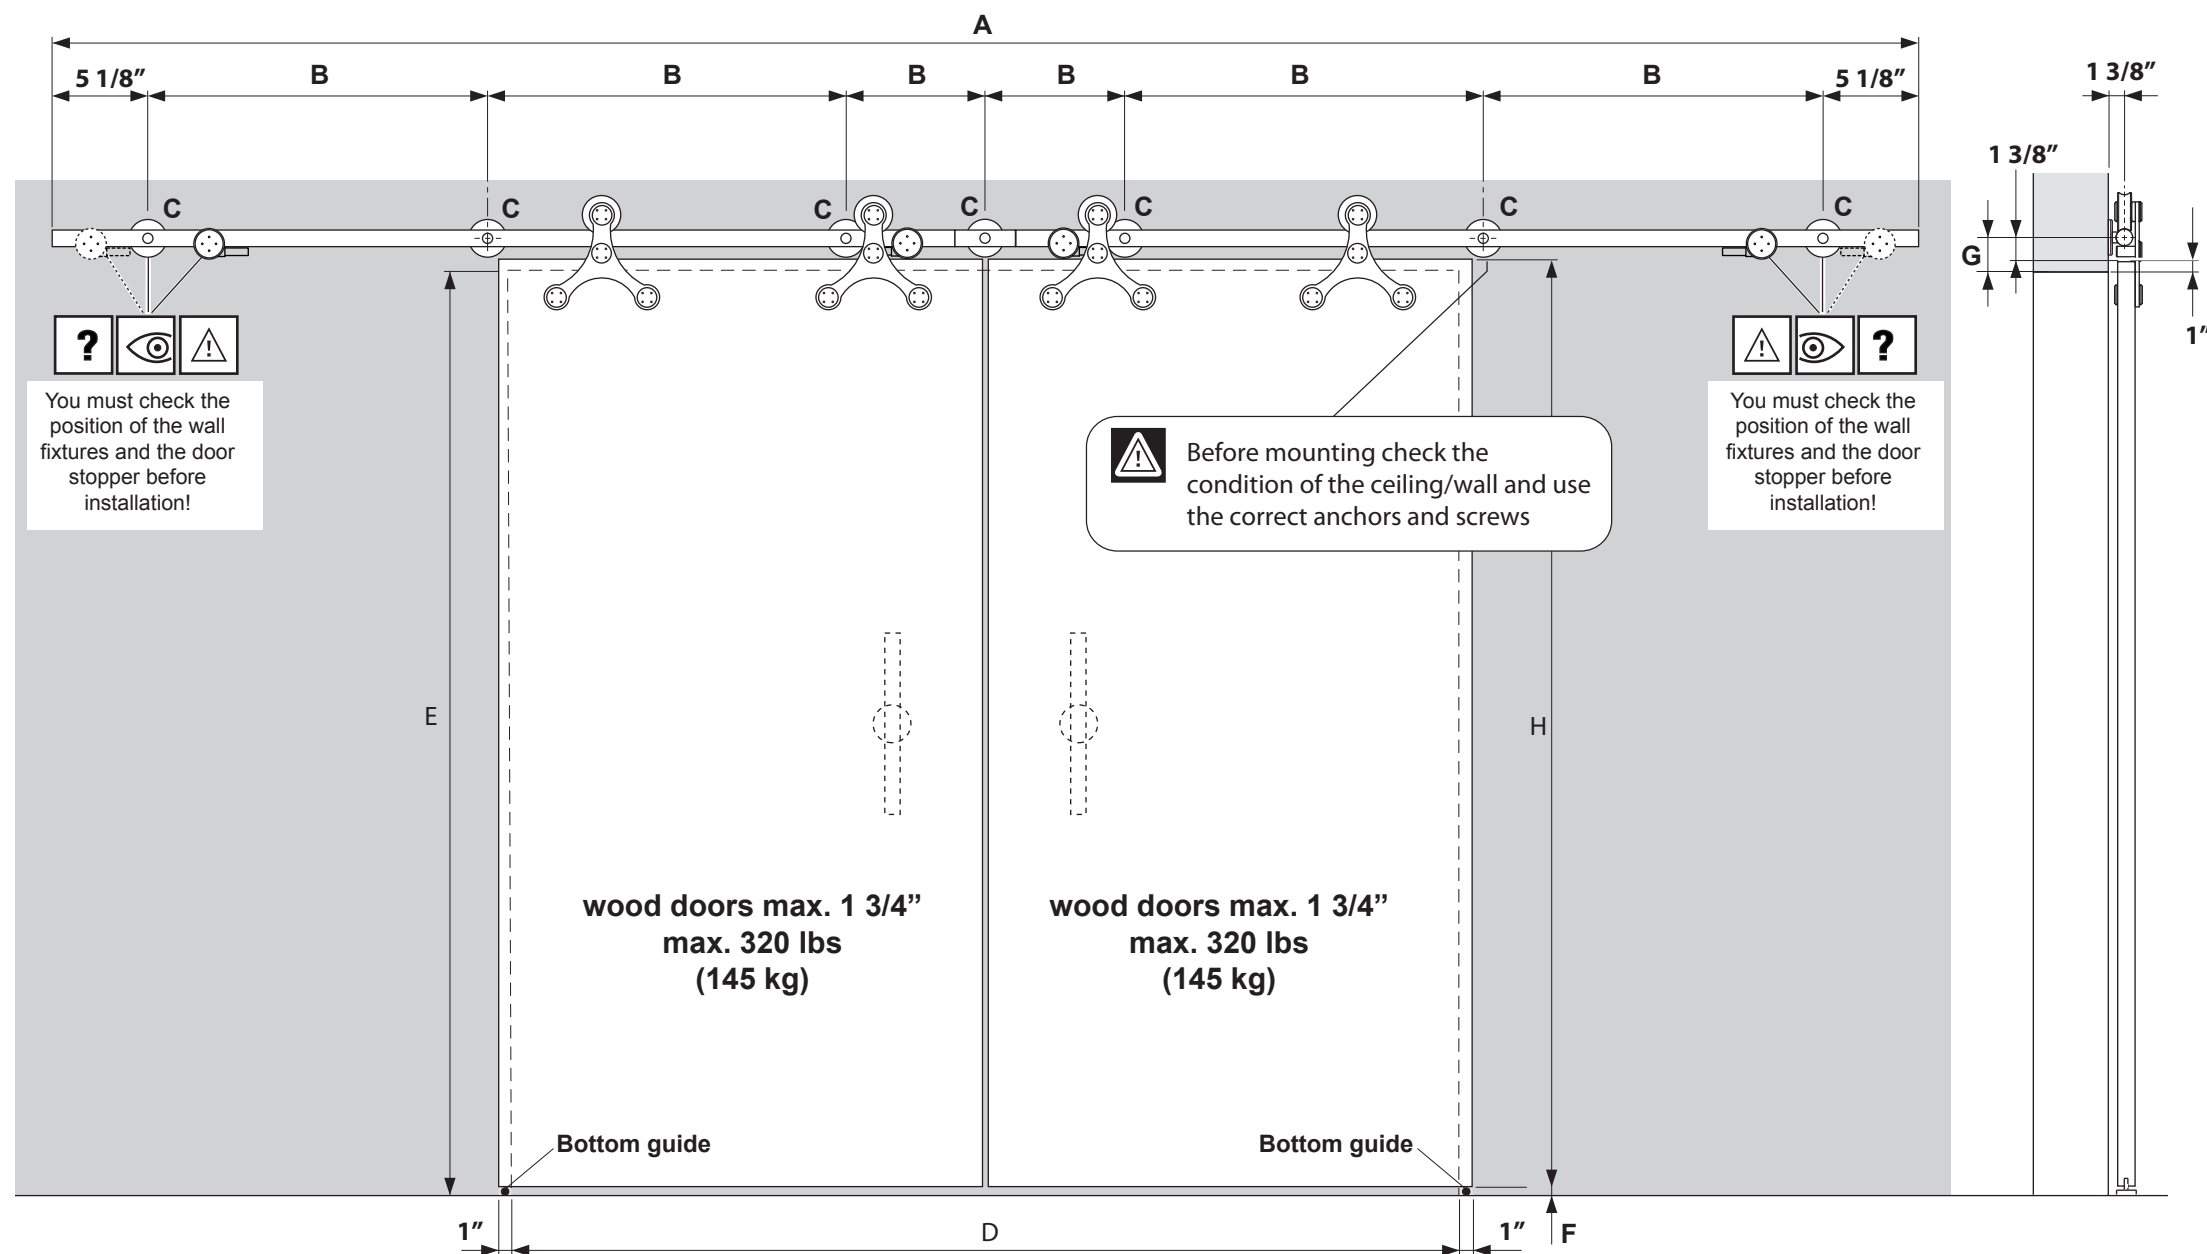 A
5 1/8″ B B B B B B 5 1/8″
1 3/8″
1 3/8″
C C C C C C C
G
1″
? ! ! ?
You must check the
position of the wall
fixtures and the door
stopper before
installation!
You must check the
position of the wall
fixtures and the door
stopper before
installation!
! Before mounting check the
condition of the ceiling/wall and use
the correct anchors and screws
E
H
wood doors max. 1 3/4”
max. 320 lbs
(145 kg)
wood doors max. 1 3/4”
max. 320 lbs
(145 kg)
Bottom guide
Bottom guide
1″ D 1″ F